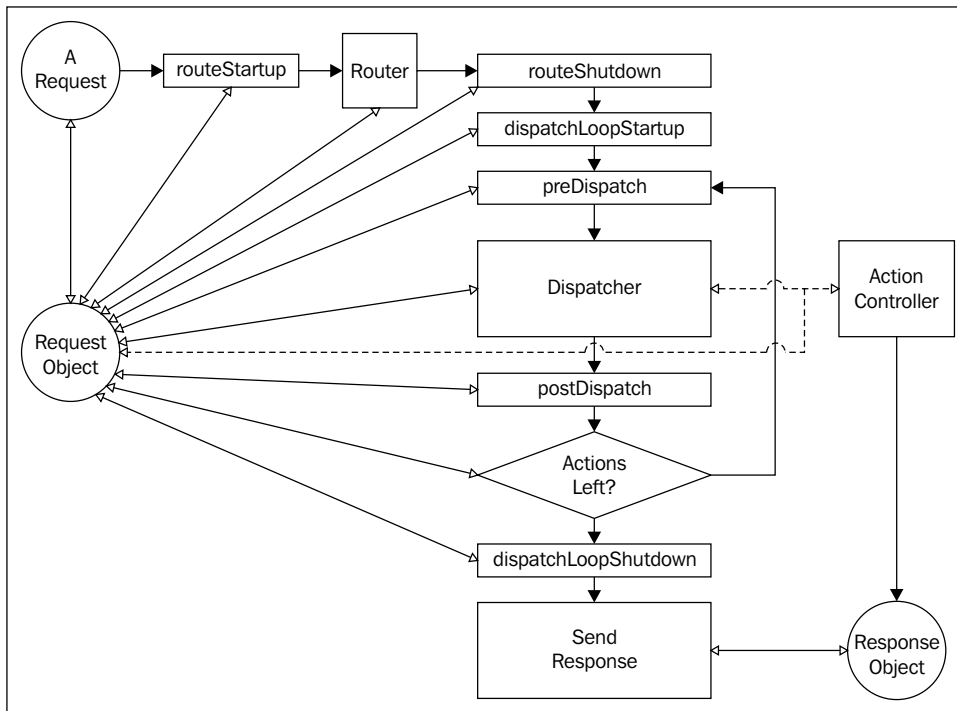 A
Request
routeStartup
Router
routeShutdown
dispatchLoopStartup
preDispatch
Dispatcher
Action
Controller
Request
Object
postDispatch
Actions
Left?
dispatchLoopShutdown
Send
Response
Response
Object